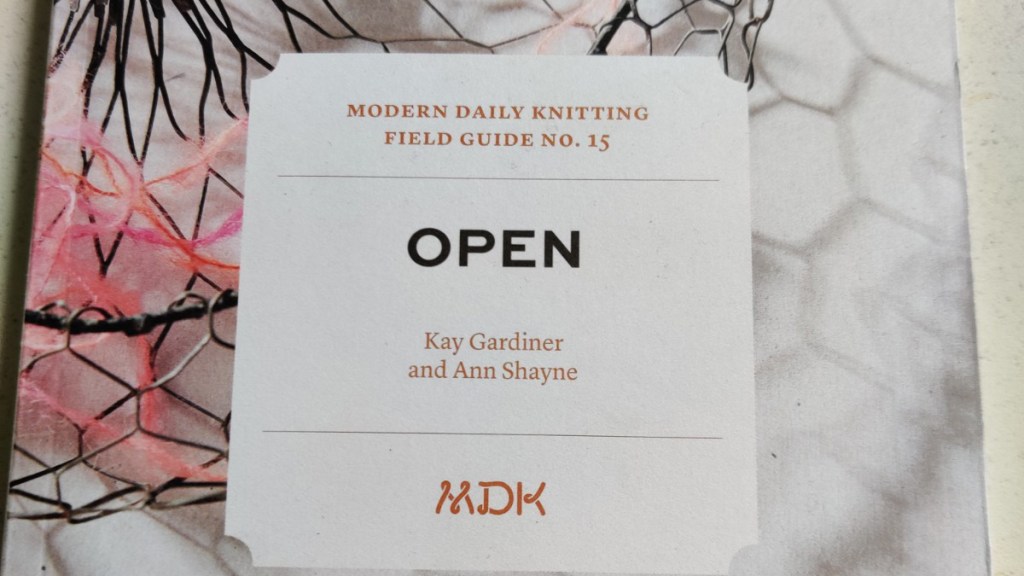 MODERN DAILY KNITTING
FIELD GUIDE NO. 15
OPEN
Kay Gardiner
and Ann Shayne
MDK